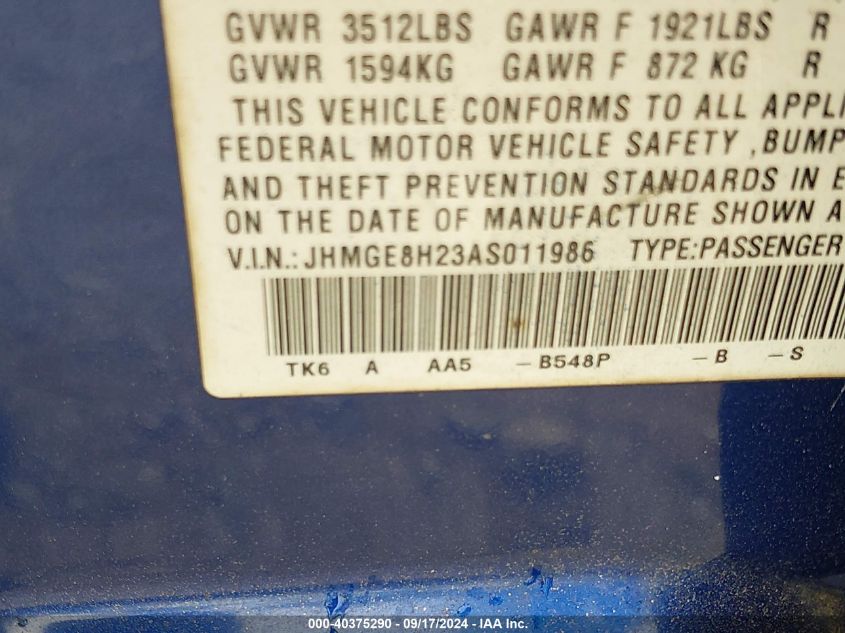 GVWR 3512LBS GAWR F 1921LBS R
GVWR 1594KG GAWR F 872 KG R
THIS VEHICLE CONFORMS TO ALL APPLI
FEDERAL MOTOR VEHICLE SAFETY ,BUMP
AND THEFT PREVENTION STANDARDS IN E
ON THE DATE OF MANUFACTURE SHOWN A
V.I.N.: JHMGE8H23AS011986 TYPE:PASSENGER
TK6 A AA5 -B548P -B -S
000-40375290 - 09/17/2024 - IAA Inc.